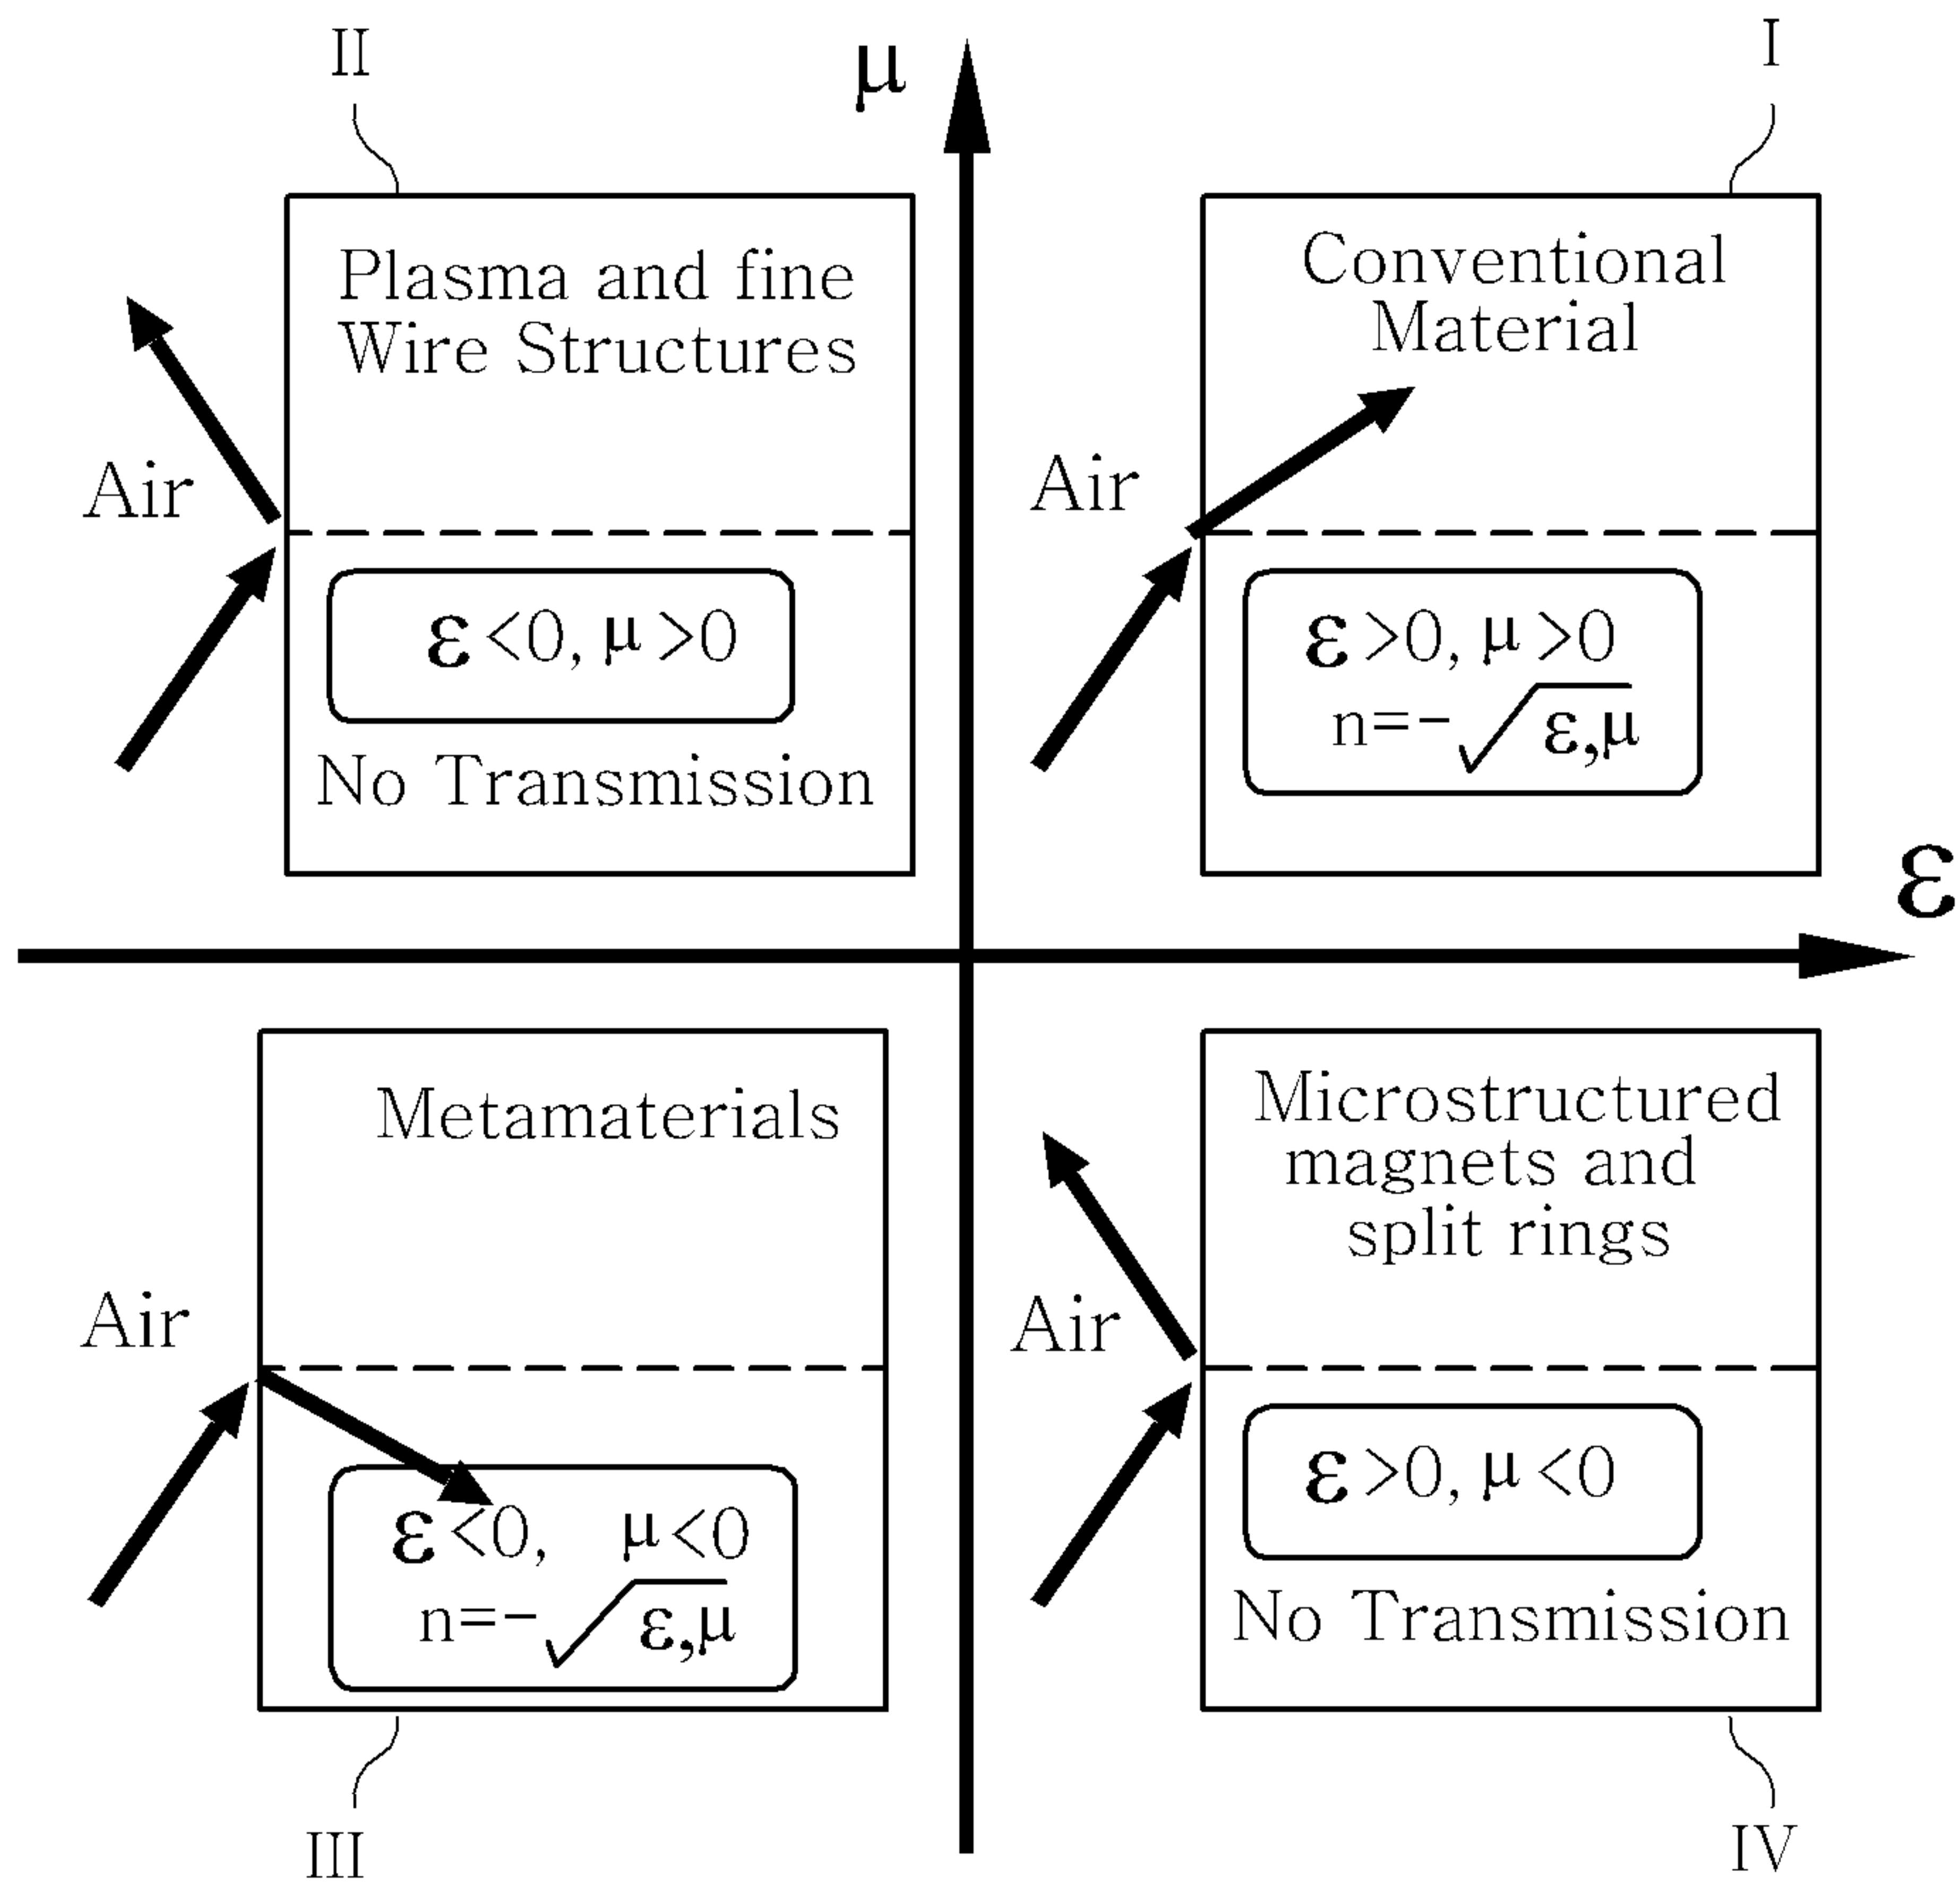 II
μ
I
Plasma and fine
Wire Structures
Air
ε<0, μ>0
No Transmission
Conventional
Material
Air
ε>0, μ>0
n=-√ε,μ
ε
Metamaterials
Air
ε<0, μ<0
n=-√ε,μ
III
Microstructured
magnets and
split rings
Air
ε>0, μ<0
No Transmission
IV